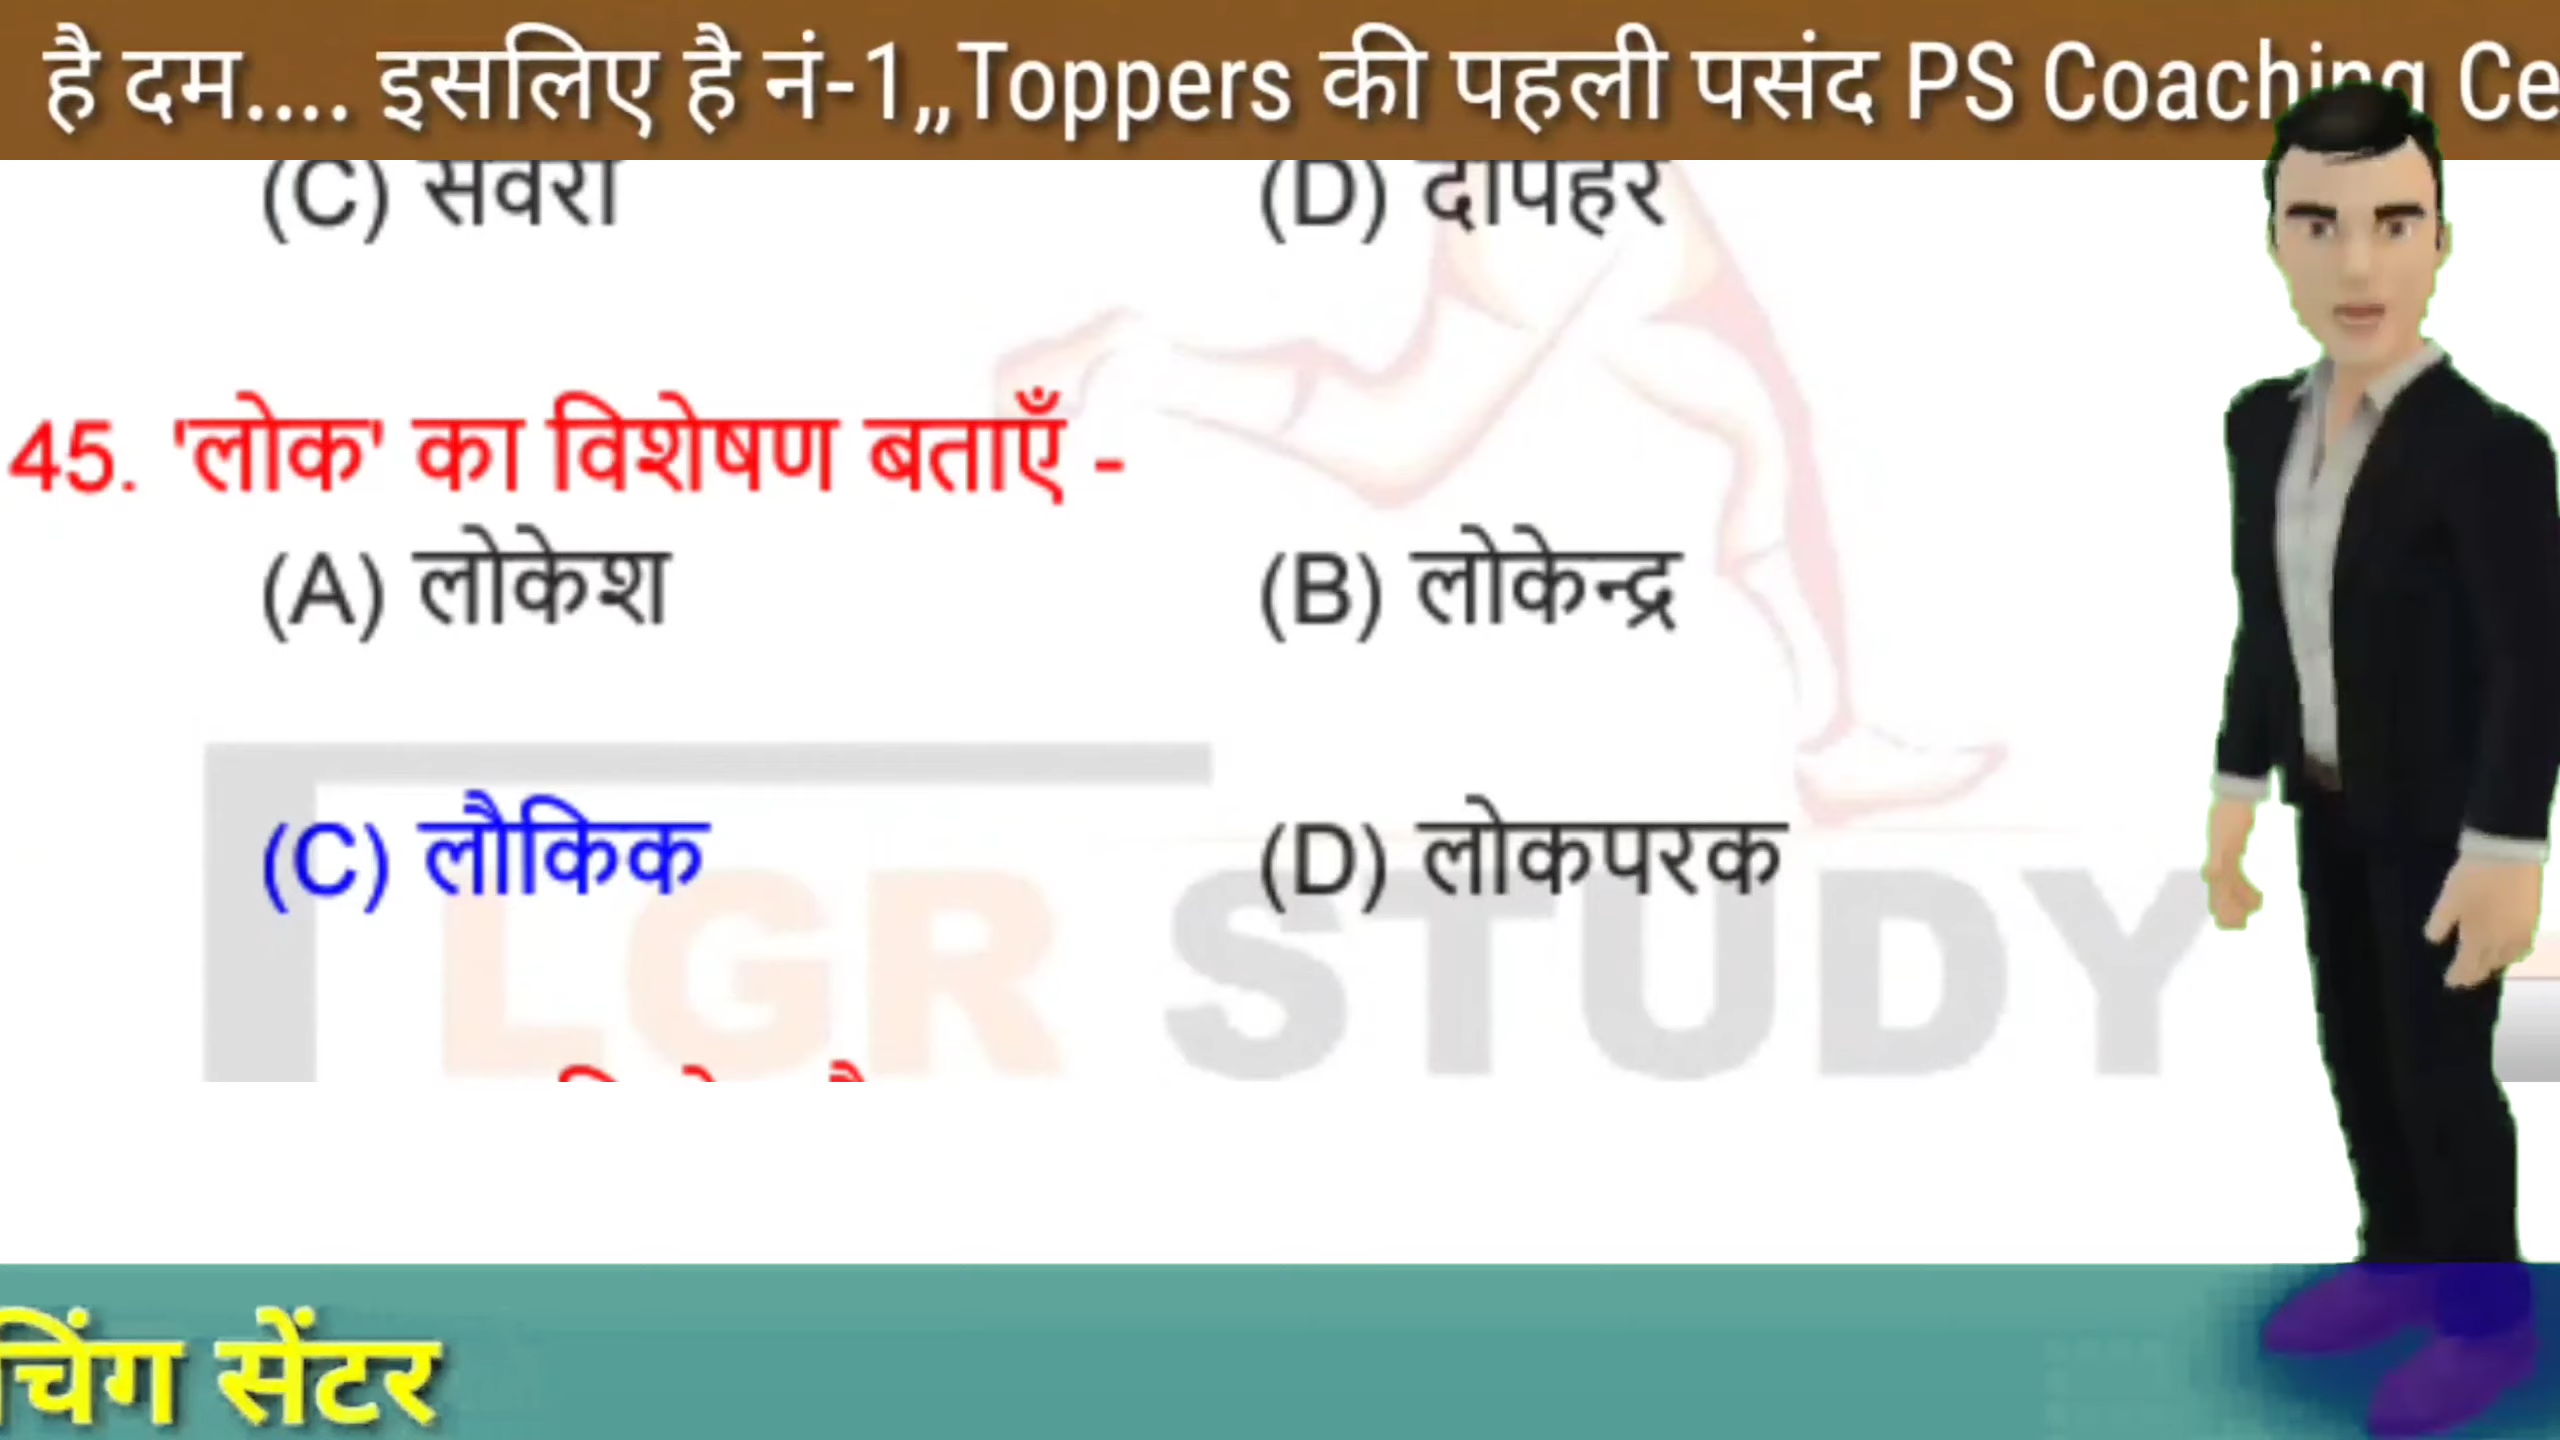 है दम.... इसलिए है नं-1,,Toppers की पहली पसंद PS Coaching Ce
(C) सवेरा (D) दोपहर
45. 'लोक' का विशेषण बताएँ -
(A) लोकेश (B) लोकेन्द्र
(C) लौकिक (D) लोकपरक
LGR STUDY
चिंग सेंटर